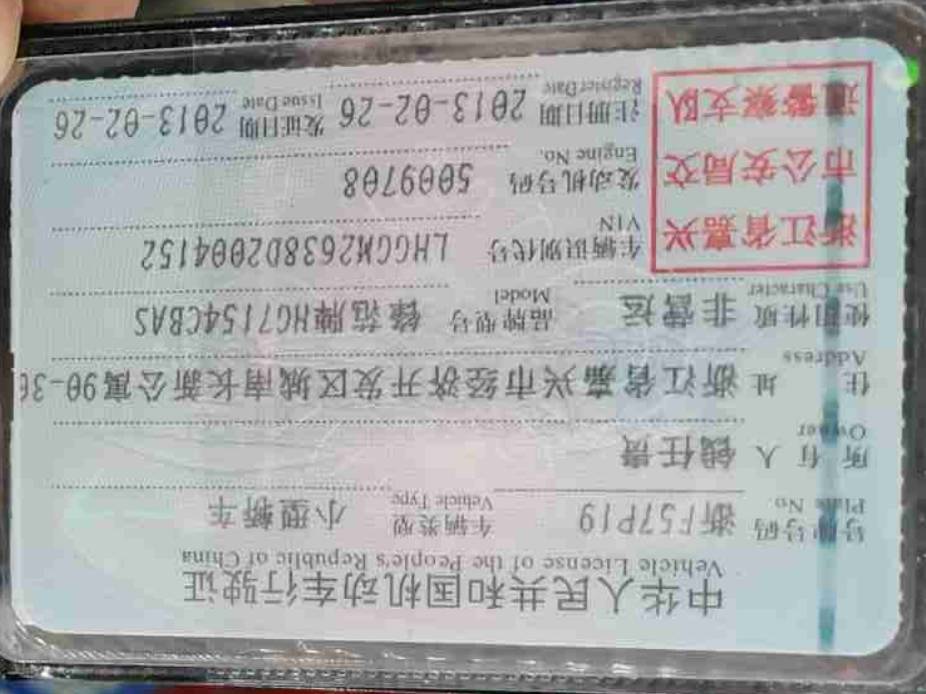 中华人民共和国机动车行驶证
Vehicle License of the People's Republic of China
号牌号码 浙F57P19 车辆类型 小型轿车
Plate No. Vehicle Type
所有人 钱任贵
Owner
住址 浙江省嘉兴市经济开发区城南长新公寓90-30
Address
使用性质 非营运 品牌型号 锋范牌HG7154CBAS
Use Character Model
浙江省嘉兴
市公安局交
通警察支队
车辆识别代号 LHGGM2638D2004152
VIN
发动机号码 5009708
Engine No.
注册日期 2013-02-26 发证日期 2013-02-26
Register Date Issue Date